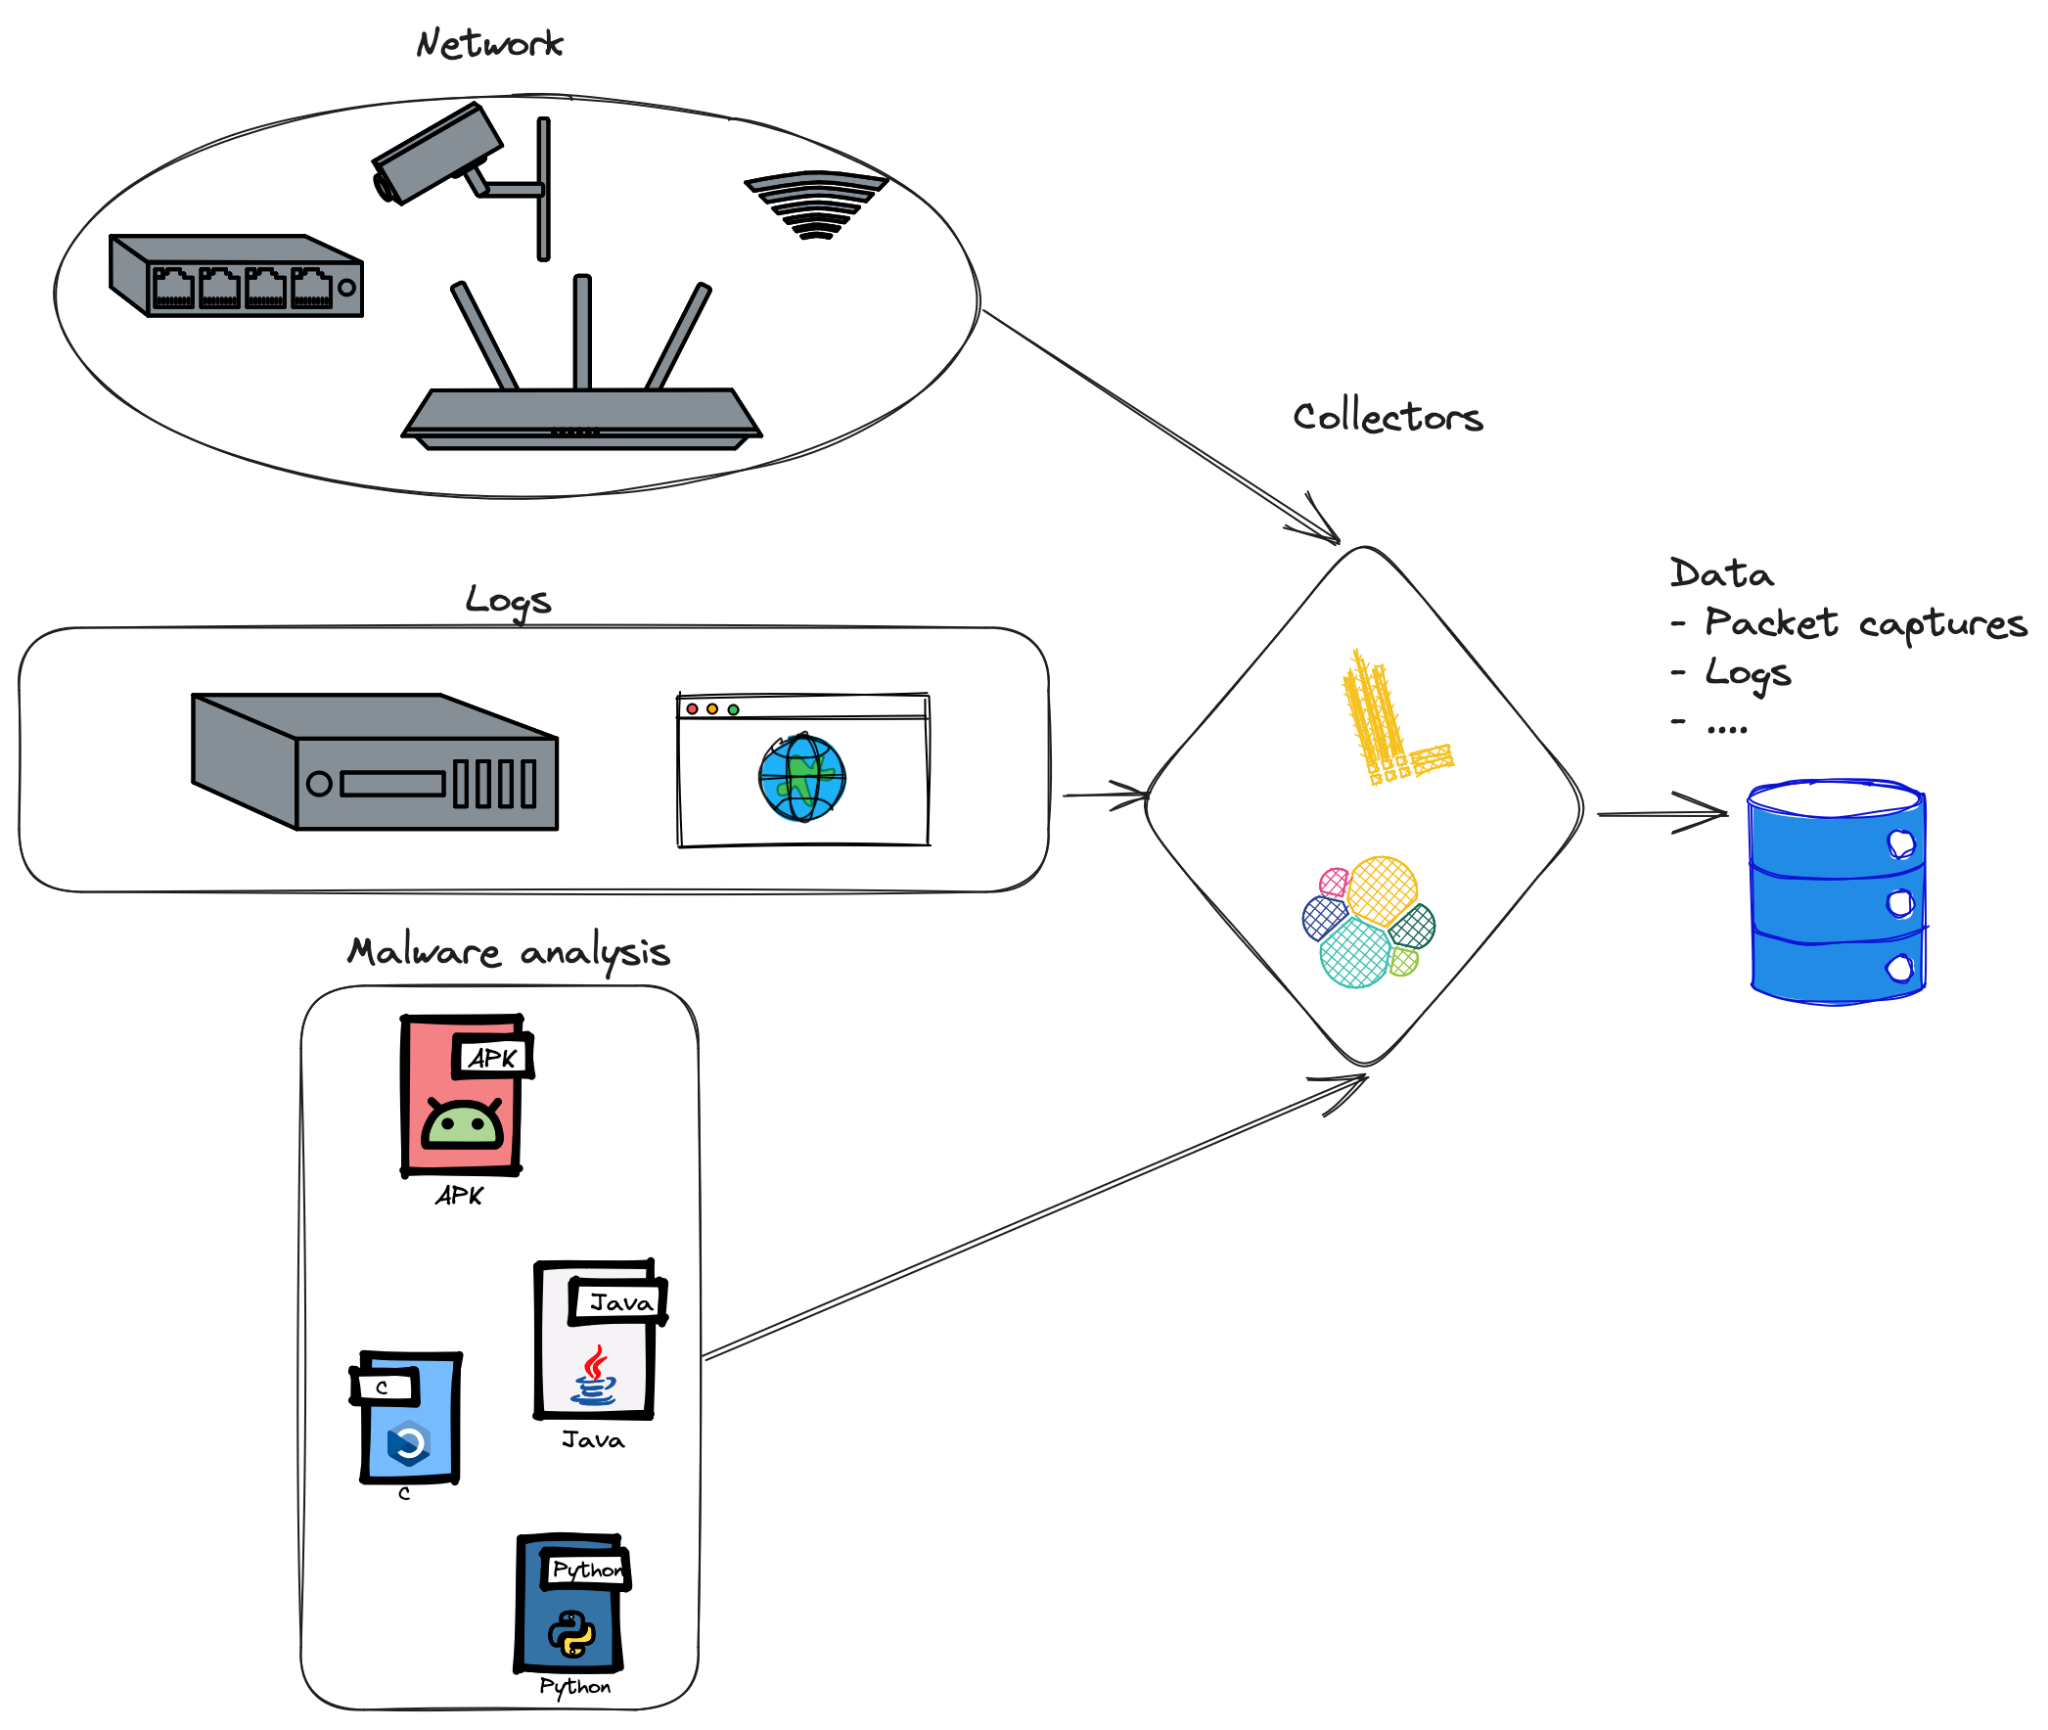 Network
Collectors
Data
- Packet captures
- Logs
- ....
Logs
Malware analysis
APK
APK
Java
Java
C
C
Python
Python